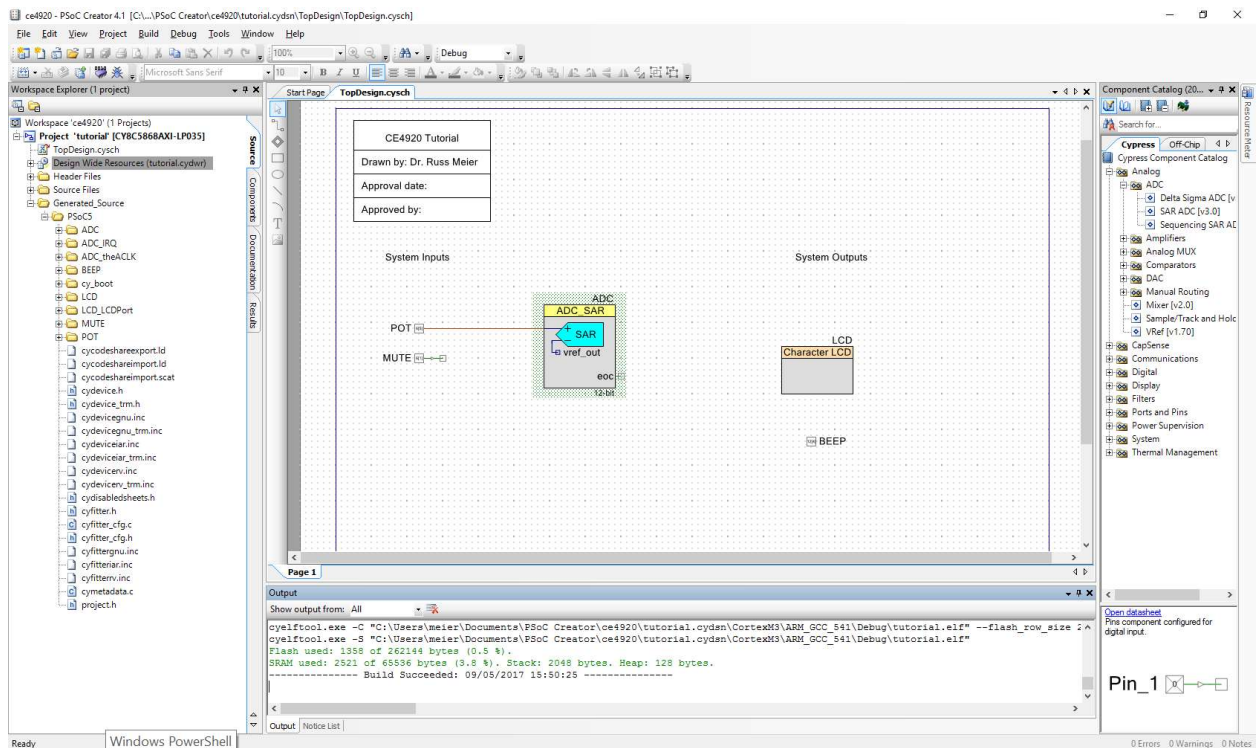 ce4920 - PSoC Creator 4.1 [C:\...\PSoC Creator\ce4920\tutorial.cydsn\TopDesign\TopDesign.cysch]
File Edit View Project Build Debug Tools Window Help
100% Debug
Microsoft Sans Serif 10 B I U
Workspace Explorer (1 project)
Workspace 'ce4920' (1 Projects)
Project 'tutorial' [CY8C5868AXI-LP035]
TopDesign.cysch
Design Wide Resources (tutorial.cydwr)
Header Files
Source Files
Generated_Source
PSoC5
ADC
ADC_IRQ
ADC_theACLK
BEEP
cy_boot
LCD
LCD_LCDPort
MUTE
POT
cycodeshareexport.ld
cycodeshareimport.ld
cycodeshareimport.scat
cydevice.h
cydevice_trm.h
cydevicegnu.inc
cydevicegnu_trm.inc
cydeviceiar.inc
cydeviceiar_trm.inc
cydevicerv.inc
cydevicerv_trm.inc
cydisabledsheets.h
cyfitter.h
cyfitter_cfg.c
cyfitter_cfg.h
cyfittergnu.inc
cyfitteriar.inc
cyfitterrv.inc
cymetadata.c
project.h
Source
Components
Documentation
Results
Start Page TopDesign.cysch
CE4920 Tutorial
Drawn by: Dr. Russ Meier
Approval date:
Approved by:
System Inputs
System Outputs
ADC
ADC_SAR
SAR
vref_out
eoc
12-bit
POT
MUTE
LCD
Character LCD
BEEP
Page 1
Output
Show output from: All
cyelftool.exe -C "C:\Users\meier\Documents\PSoC Creator\ce4920\tutorial.cydsn\CortexM3\ARM_GCC_541\Debug\tutorial.elf" --flash_row_size 2
cyelftool.exe -S "C:\Users\meier\Documents\PSoC Creator\ce4920\tutorial.cydsn\CortexM3\ARM_GCC_541\Debug\tutorial.elf"
Flash used: 1358 of 262144 bytes (0.5 %).
SRAM used: 2521 of 65536 bytes (3.8 %). Stack: 2048 bytes. Heap: 128 bytes.
--------------- Build Succeeded: 09/05/2017 15:50:25 ---------------
Output Notice List
Component Catalog (20...
Search for...
Cypress Off-Chip
Cypress Component Catalog
Analog
ADC
Delta Sigma ADC [v
SAR ADC [v3.0]
Sequencing SAR AD
Amplifiers
Analog MUX
Comparators
DAC
Manual Routing
Mixer [v2.0]
Sample/Track and Holc
VRef [v1.70]
CapSense
Communications
Digital
Display
Filters
Ports and Pins
Power Supervision
System
Thermal Management
Open datasheet
Pins component configured for
digital input.
Pin_1
Resource Meter
Ready
Windows PowerShell
0 Errors 0 Warnings 0 Notes